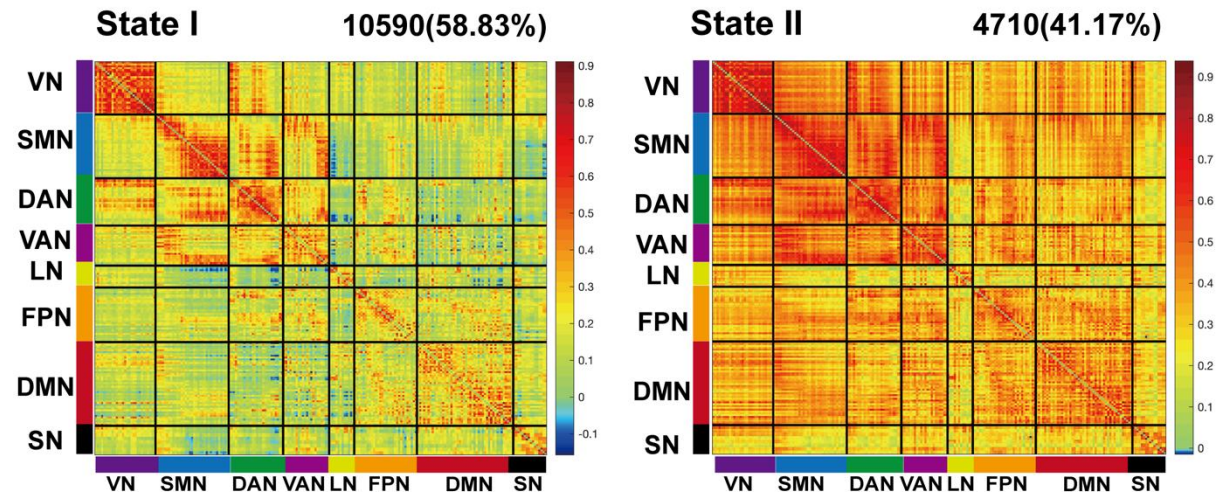 State I 10590(58.83%)
VN
SMN
DAN
VAN
LN
FPN
DMN
SN
VN SMN DAN VAN LN FPN DMN SN
0.9
0.8
0.7
0.6
0.5
0.4
0.3
0.2
0.1
0
-0.1
State II 4710(41.17%)
VN
SMN
DAN
VAN
LN
FPN
DMN
SN
VN SMN DAN VAN LN FPN DMN SN
0.9
0.8
0.7
0.6
0.5
0.4
0.3
0.2
0.1
0